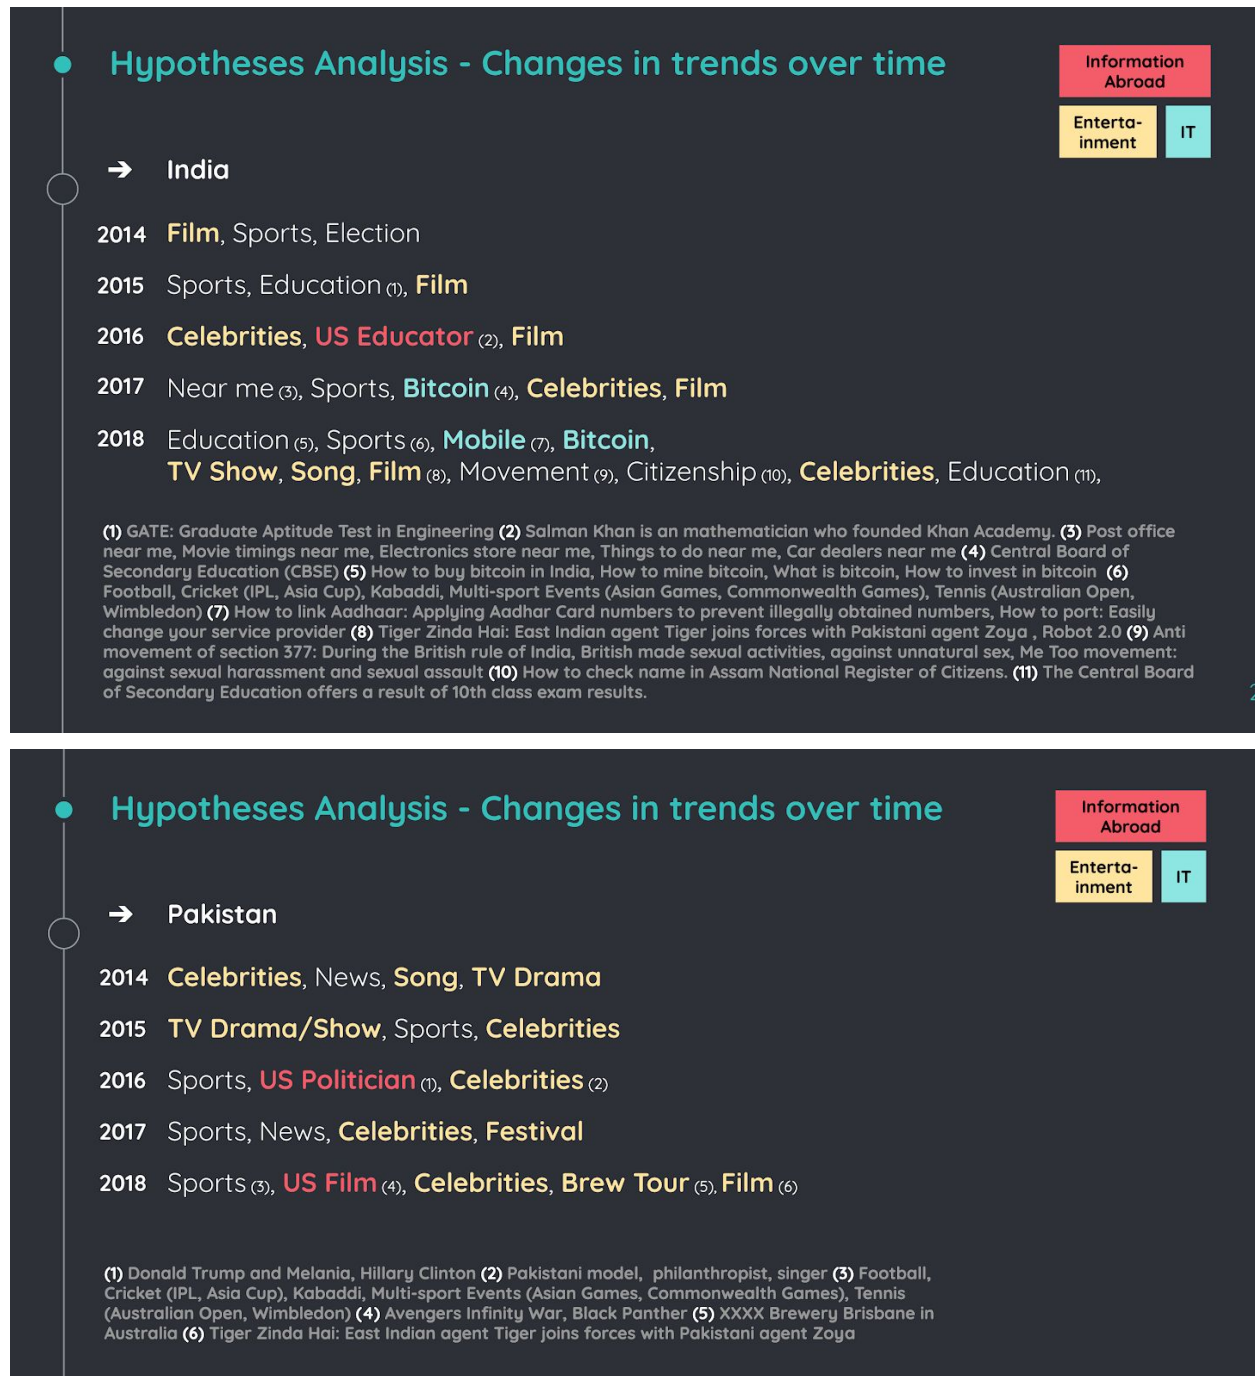 Hypotheses Analysis - Changes in trends over time
Information
Abroad
Enterta-
inment
IT
➔ India
2014 Film, Sports, Election
2015 Sports, Education (1), Film
2016 Celebrities, US Educator (2), Film
2017 Near me (3), Sports, Bitcoin (4), Celebrities, Film
2018 Education (5), Sports (6), Mobile (7), Bitcoin,
TV Show, Song, Film (8), Movement (9), Citizenship (10), Celebrities, Education (11),
(1) GATE: Graduate Aptitude Test in Engineering (2) Salman Khan is an mathematician who founded Khan Academy. (3) Post office
near me, Movie timings near me, Electronics store near me, Things to do near me, Car dealers near me (4) Central Board of
Secondary Education (CBSE) (5) How to buy bitcoin in India, How to mine bitcoin, What is bitcoin, How to invest in bitcoin (6)
Football, Cricket (IPL, Asia Cup), Kabaddi, Multi-sport Events (Asian Games, Commonwealth Games), Tennis (Australian Open,
Wimbledon) (7) How to link Aadhaar: Applying Aadhar Card numbers to prevent illegally obtained numbers, How to port: Easily
change your service provider (8) Tiger Zinda Hai: East Indian agent Tiger joins forces with Pakistani agent Zoya , Robot 2.0 (9) Anti
movement of section 377: During the British rule of India, British made sexual activities, against unnatural sex, Me Too movement:
against sexual harassment and sexual assault (10) How to check name in Assam National Register of Citizens. (11) The Central Board
of Secondary Education offers a result of 10th class exam results.
Hypotheses Analysis - Changes in trends over time
Information
Abroad
Enterta-
inment
IT
➔ Pakistan
2014 Celebrities, News, Song, TV Drama
2015 TV Drama/Show, Sports, Celebrities
2016 Sports, US Politician (1), Celebrities (2)
2017 Sports, News, Celebrities, Festival
2018 Sports (3), US Film (4), Celebrities, Brew Tour (5), Film (6)
(1) Donald Trump and Melania, Hillary Clinton (2) Pakistani model, philanthropist, singer (3) Football,
Cricket (IPL, Asia Cup), Kabaddi, Multi-sport Events (Asian Games, Commonwealth Games), Tennis
(Australian Open, Wimbledon) (4) Avengers Infinity War, Black Panther (5) XXXX Brewery Brisbane in
Australia (6) Tiger Zinda Hai: East Indian agent Tiger joins forces with Pakistani agent Zoya